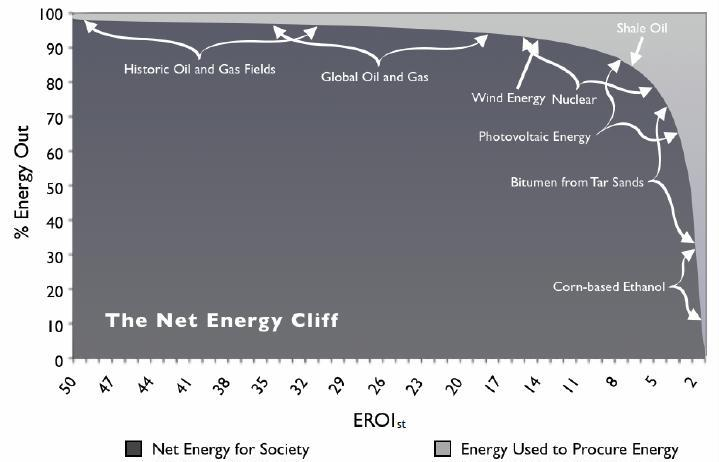 100
90
80
70
60
50
40
30
20
10
0
% Energy Out
Shale Oil
Historic Oil and Gas Fields
Global Oil and Gas
Wind Energy
Nuclear
Photovoltaic Energy
Bitumen from Tar Sands
Corn-based Ethanol
The Net Energy Cliff
50 47 44 41 38 35 32 29 26 23 20 17 14 11 8 5 2
EROIst
Net Energy for Society
Energy Used to Procure Energy